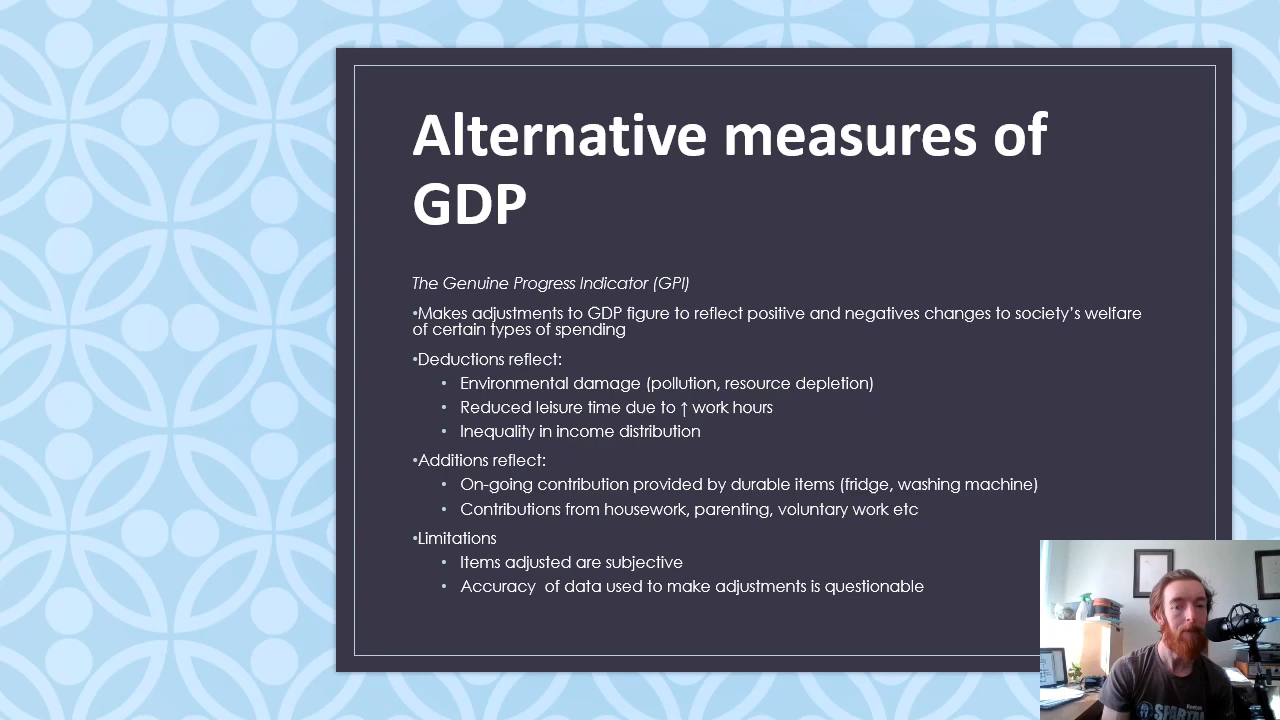 Alternative measures of
GDP
The Genuine Progress Indicator (GPI)
•Makes adjustments to GDP figure to reflect positive and negatives changes to society’s welfare
of certain types of spending
•Deductions reflect:
• Environmental damage (pollution, resource depletion)
• Reduced leisure time due to ↑ work hours
• Inequality in income distribution
•Additions reflect:
• On-going contribution provided by durable items (fridge, washing machine)
• Contributions from housework, parenting, voluntary work etc
•Limitations
• Items adjusted are subjective
• Accuracy  of data used to make adjustments is questionable
Reebok